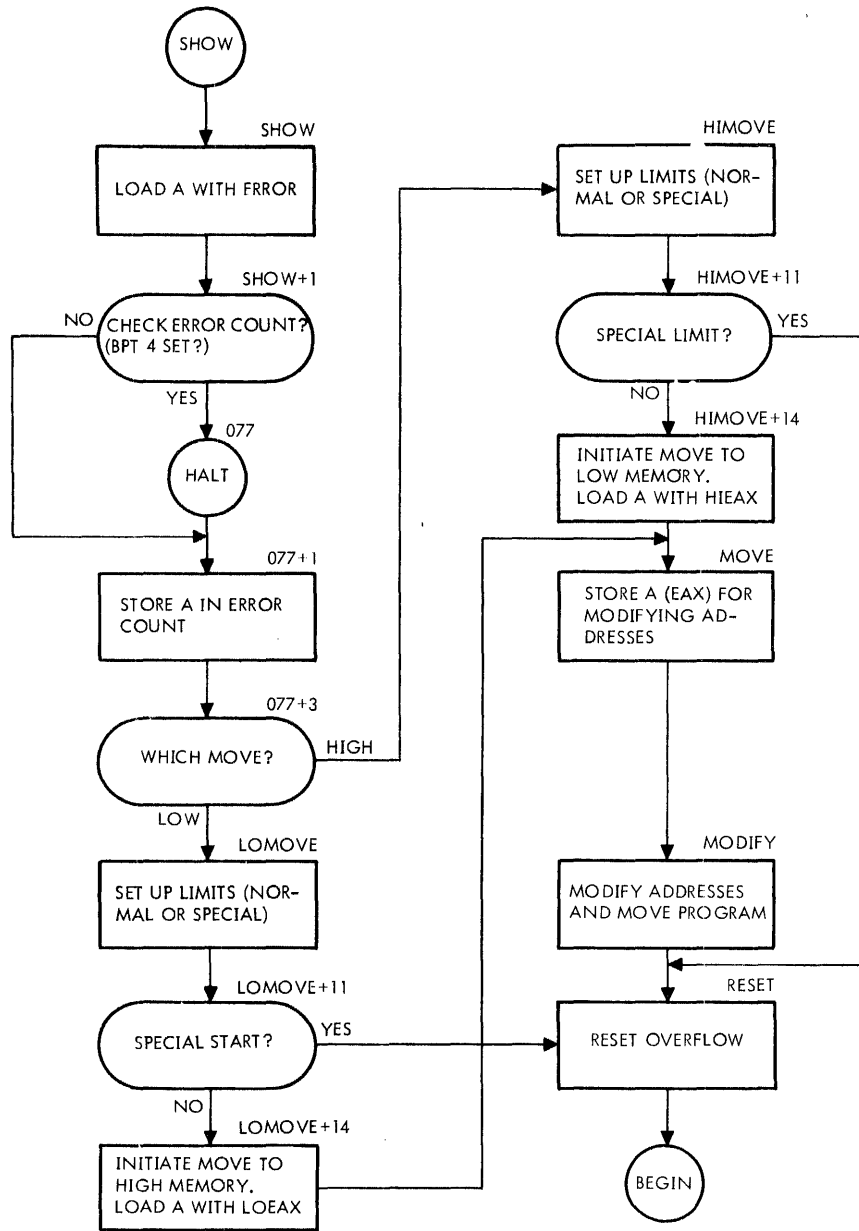 SHOW
SHOW
LOAD A WITH FRROR
SHOW+1
NO
CHECK ERROR COUNT?
(BPT 4 SET?)
YES
077
HALT
077+1
STORE A IN ERROR
COUNT
077+3
WHICH MOVE?
HIGH
LOW
LOMOVE
SET UP LIMITS (NOR-
MAL OR SPECIAL)
LOMOVE+11
SPECIAL START?
YES
NO
LOMOVE+14
INITIATE MOVE TO
HIGH MEMORY.
LOAD A WITH LOEAX
HIMOVE
SET UP LIMITS (NOR-
MAL OR SPECIAL)
HIMOVE+11
SPECIAL LIMIT?
YES
NO
HIMOVE+14
INITIATE MOVE TO
LOW MEMORY.
LOAD A WITH HIEAX
MOVE
STORE A (EAX) FOR
MODIFYING AD-
DRESSES
MODIFY
MODIFY ADDRESSES
AND MOVE PROGRAM
RESET
RESET OVERFLOW
BEGIN